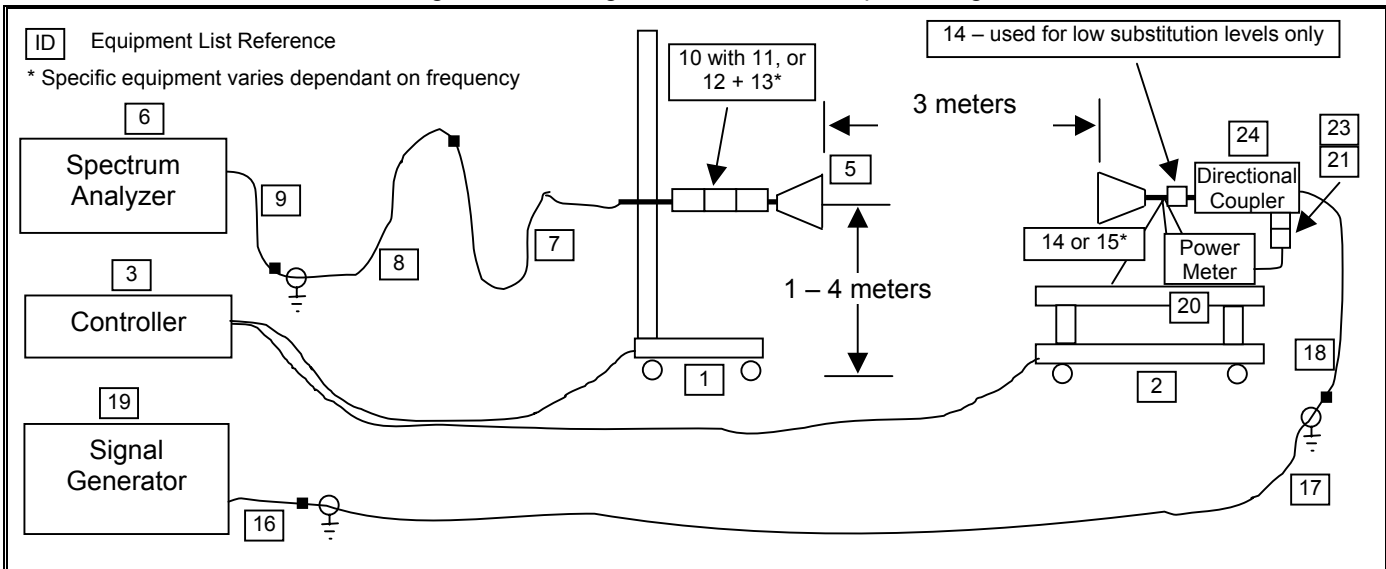 ID Equipment List Reference
* Specific equipment varies dependant on frequency
6
Spectrum
Analyzer
9
8
7
10 with 11, or
12 + 13*
5
3 meters
14 – used for low substitution levels only
24
23
21
Directional
Coupler
14 or 15*
Power
Meter
20
1 – 4 meters
3
Controller
1
2
18
19
Signal
Generator
16
17